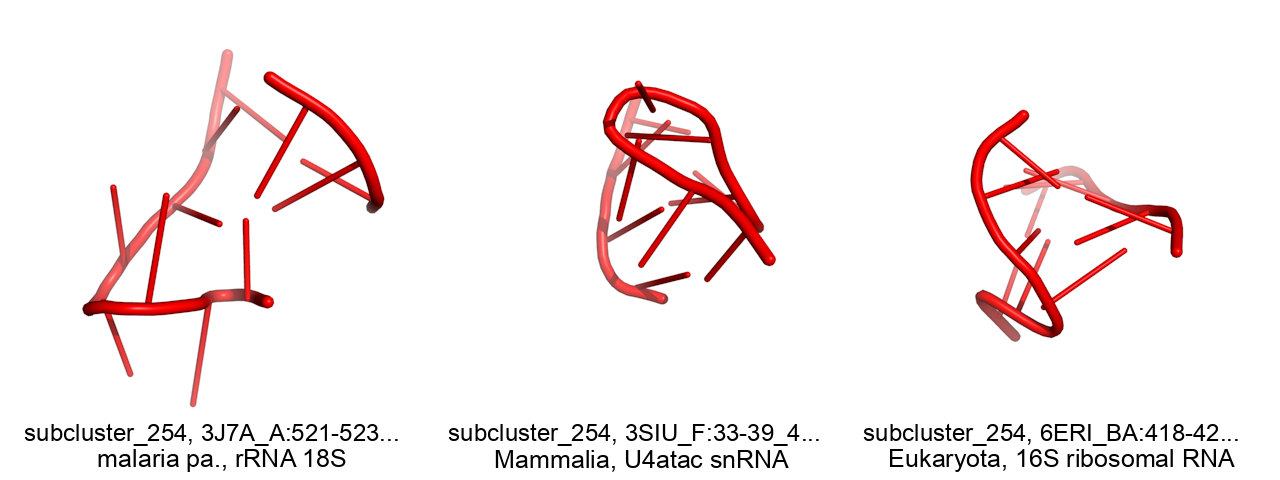 subcluster_254, 3J7A_A:521-523...
malaria pa., rRNA 18S
subcluster_254, 3SIU_F:33-39_4...
Mammalia, U4atac snRNA
subcluster_254, 6ERI_BA:418-42...
Eukaryota, 16S ribosomal RNA